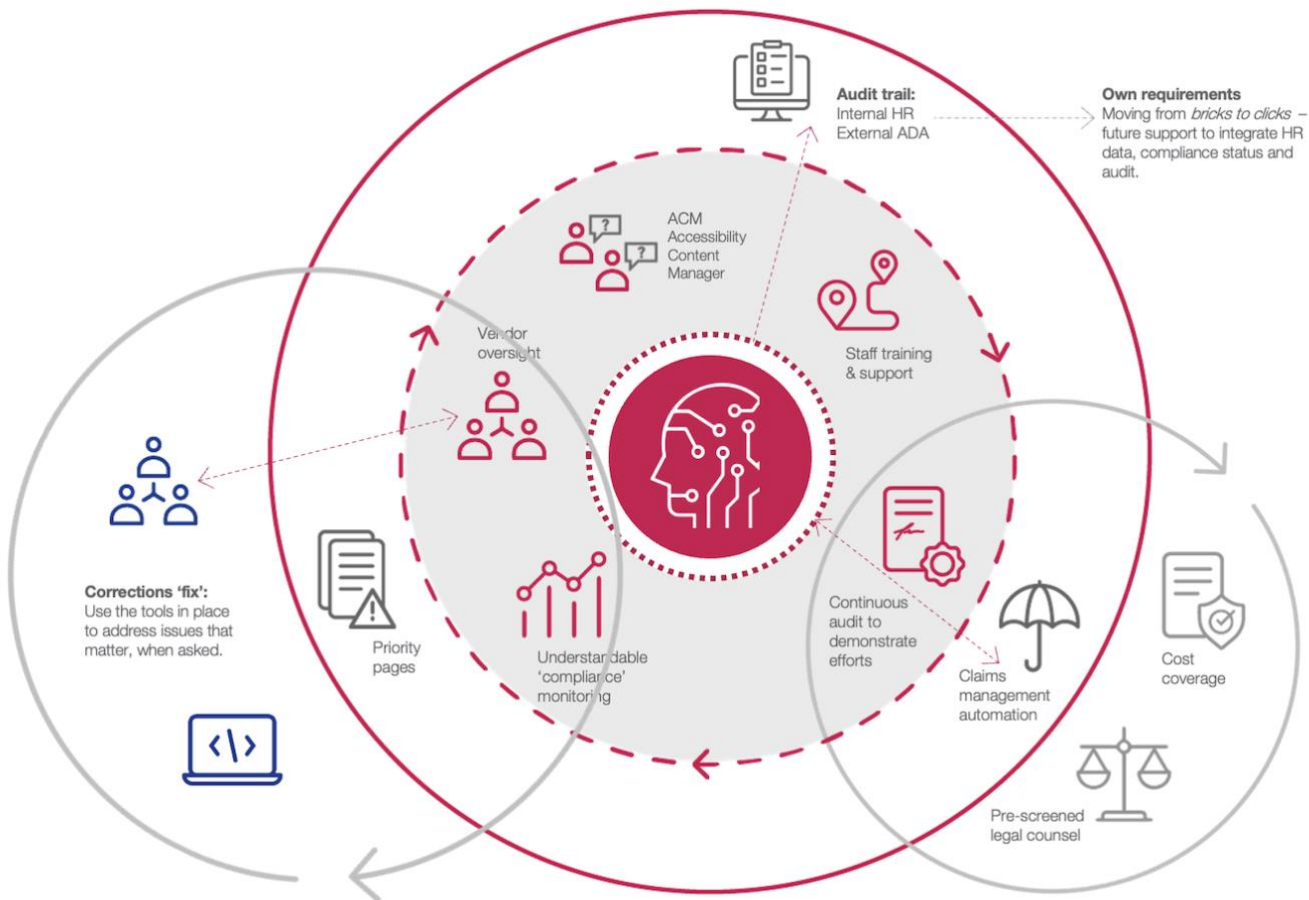 Audit trail:
Internal HR
External ADA
Own requirements
Moving from bricks to clicks –
future support to integrate HR
data, compliance status and
audit.
?
?
ACM
Accessibility
Content
Manager
Vendor
oversight
Staff training
& support
Corrections ‘fix’:
Use the tools in place
to address issues that
matter, when asked.
Priority
pages
Understandable
‘compliance’
monitoring
Continuous
audit to
demonstrate
efforts
Claims
management
automation
Cost
coverage
Pre-screened
legal counsel